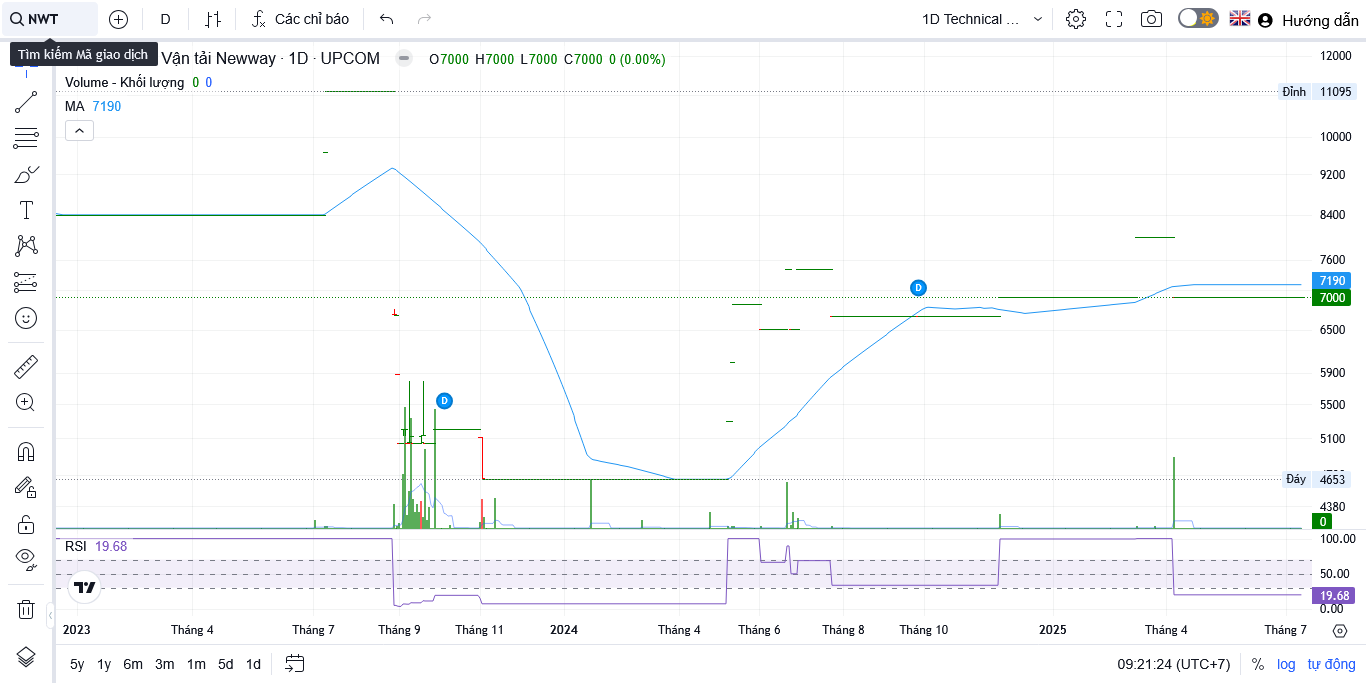 NWT
D
Các chỉ báo
1D Technical ...
Hướng dẫn
Tìm kiếm Mã giao dịch
Vận tải Newway · 1D · UPCOM
O7000 H7000 L7000 C7000 0 (0.00%)
Volume - Khối lượng 0 0
MA 7190
12000
Đỉnh 11095
10000
9200
8400
7600
7190
7000
6500
5900
5500
5100
Đáy 4653
4380
0
D
D
RSI 19.68
100.00
50.00
19.68
0.00
2023 Tháng 4 Tháng 7 Tháng 9 Tháng 11 2024 Tháng 4 Tháng 6 Tháng 8 Tháng 10 2025 Tháng 4 Tháng 7
5y 1y 6m 3m 1m 5d 1d
09:21:24 (UTC+7) % log tự động